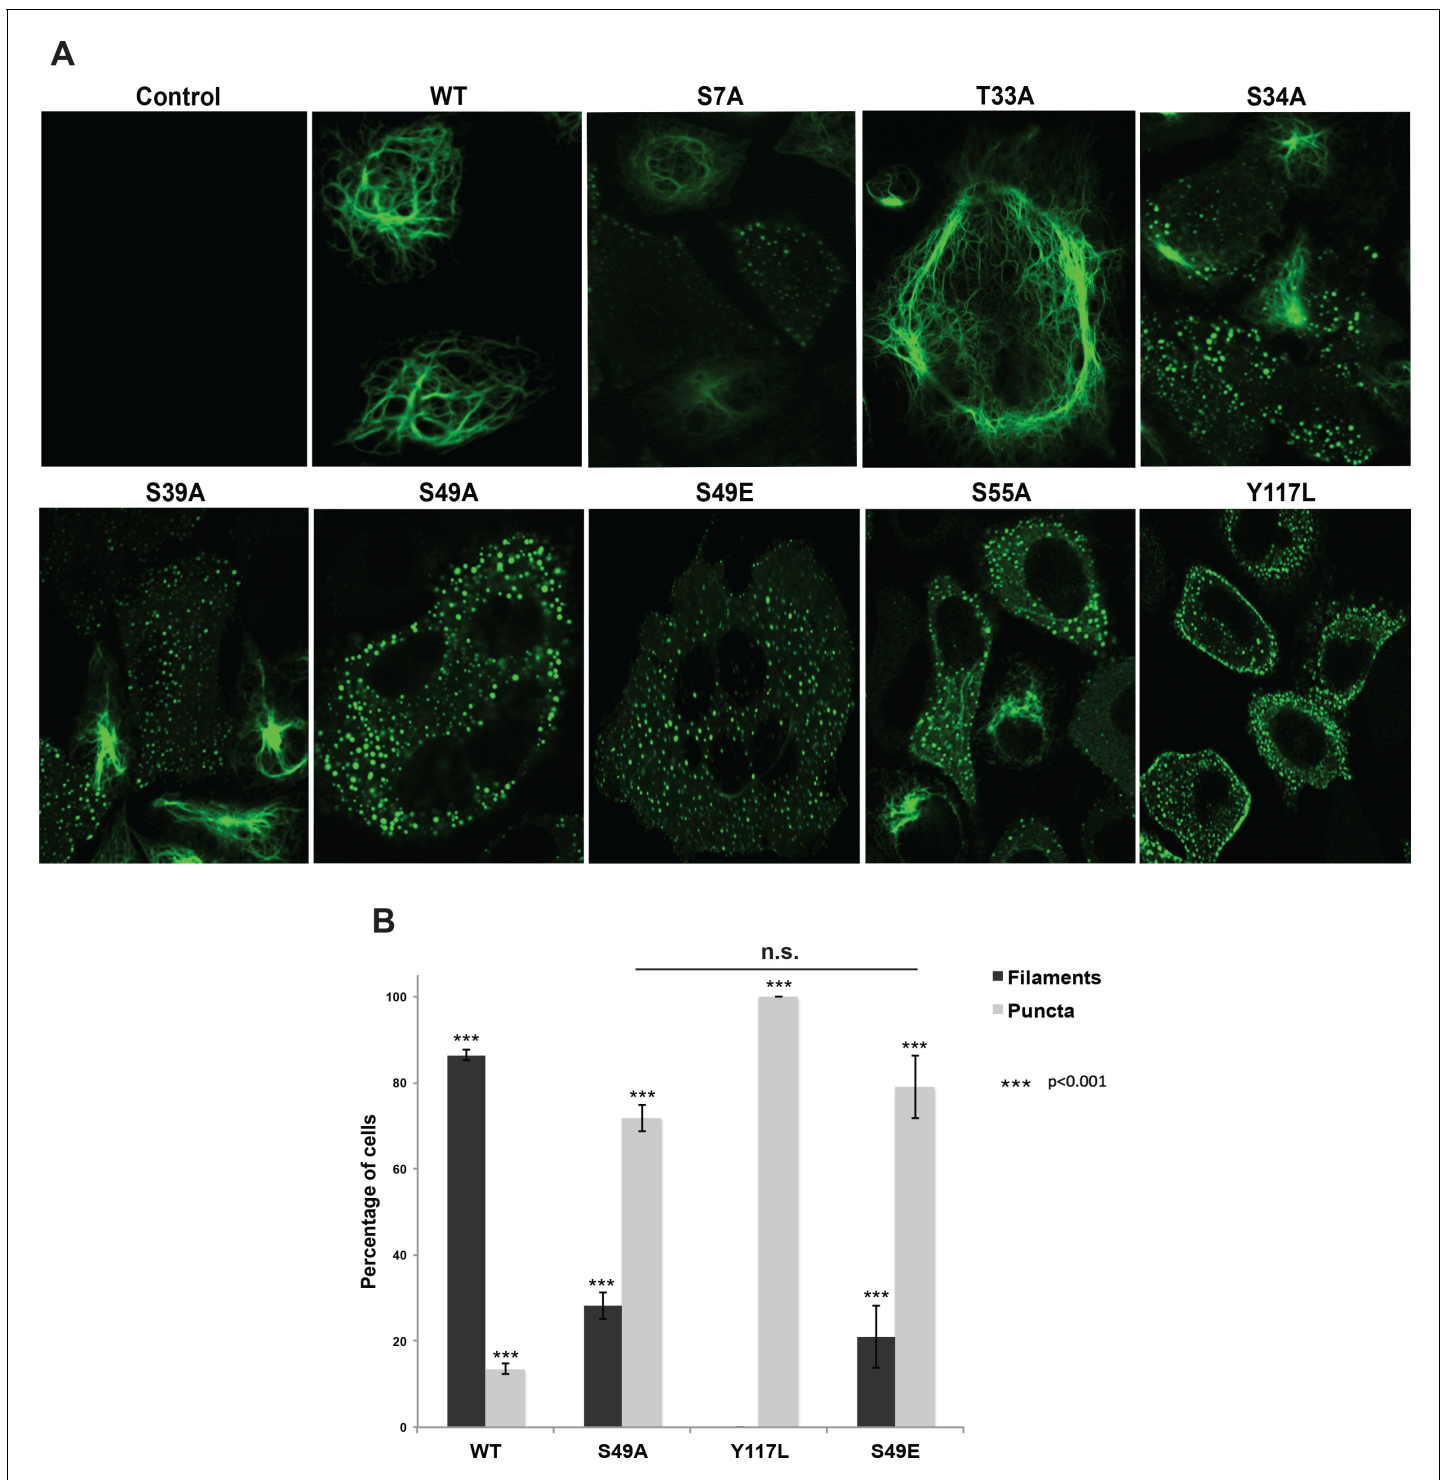 A
Control WT S7A T33A S34A
S39A S49A S49E S55A Y117L
B
n.s.
Filaments
Puncta
*** p<0.001
Percentage of cells
100
80
60
40
20
0
*** *** *** *** *** *** ***
WT S49A Y117L S49E